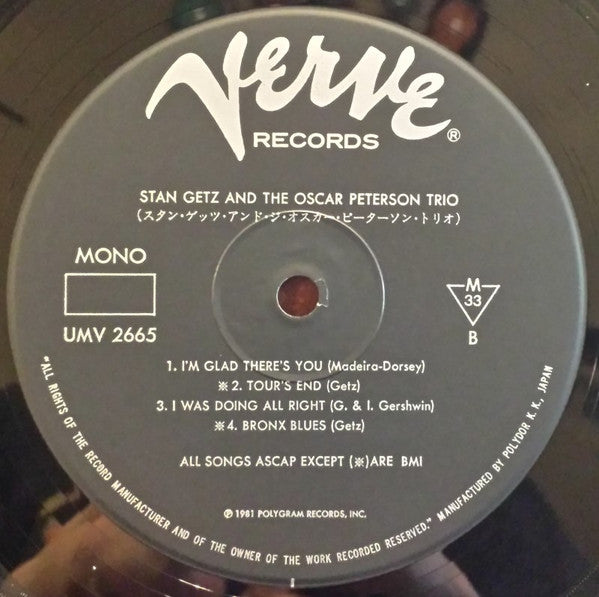 Verve
RECORDS ®
STAN GETZ AND THE OSCAR PETERSON TRIO
(スタン・ゲッツ・アンド・ジ・オスカー・ピーターソン・トリオ)
MONO
UMV 2665
M
33
B
1. I'M GLAD THERE'S YOU (Madeira-Dorsey)
※2. TOUR'S END (Getz)
3. I WAS DOING ALL RIGHT (G. & I. Gershwin)
※4. BRONX BLUES (Getz)
ALL SONGS ASCAP EXCEPT (※)ARE BMI
℗ 1981 POLYGRAM RECORDS, INC.
"ALL RIGHTS OF THE RECORD MANUFACTURER AND OF THE OWNER OF THE WORK RECORDED RESERVED." MANUFACTURED BY POLYDOR K. K., JAPAN